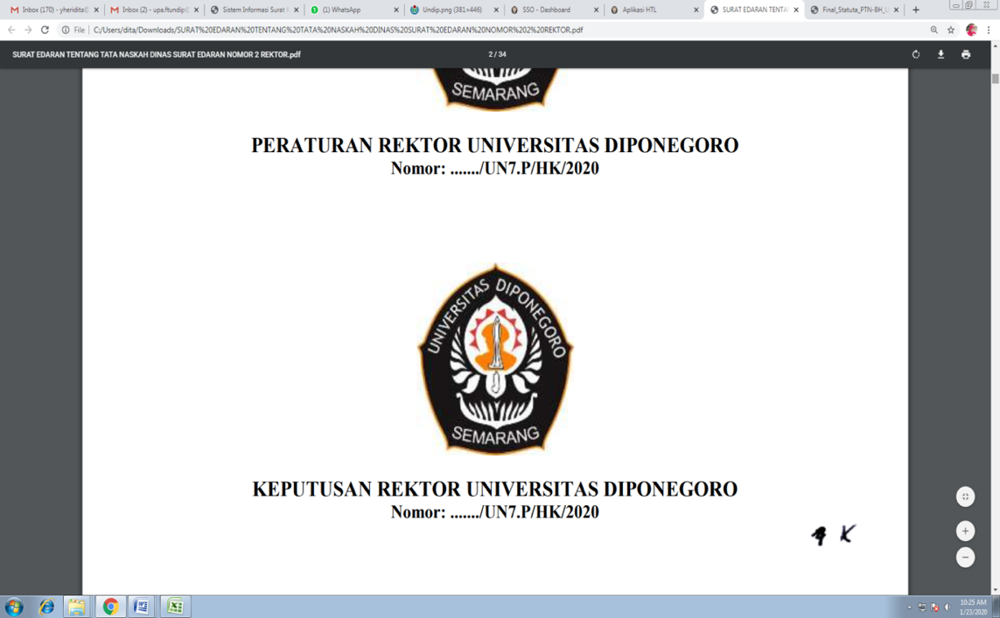 Inbox (170) - yheridita@
Inbox (2) - upa.ftundip@
Sistem Informasi Surat
(1) WhatsApp
Undip.png (381×446)
SSO - Dashboard
Aplikasi HTL
SURAT EDARAN TENTA
Final_Statuta_PTN-BH_U
File
C:/Users/dita/Downloads/SURAT%20EDARAN%20TENTANG%20TATA%20NASKAH%20DINAS%20SURAT%20EDARAN%20NOMOR%202%20REKTOR.pdf
SURAT EDARAN TENTANG TATA NASKAH DINAS SURAT EDARAN NOMOR 2 REKTOR.pdf
2 / 34
SEMARANG
PERATURAN REKTOR UNIVERSITAS DIPONEGORO
Nomor: ......./UN7.P/HK/2020
UNIVERSITAS DIPONEGORO
SEMARANG
KEPUTUSAN REKTOR UNIVERSITAS DIPONEGORO
Nomor: ......./UN7.P/HK/2020
10:25 AM
1/23/2020